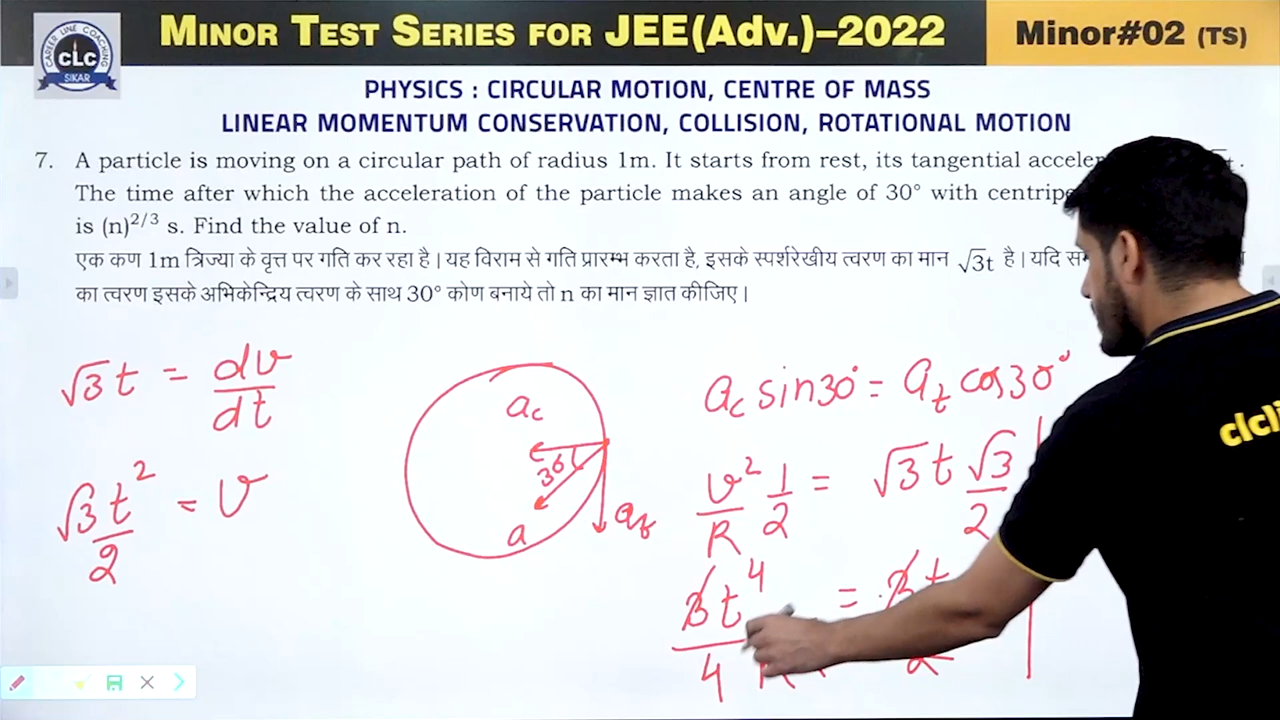 MINOR TEST SERIES FOR JEE(Adv.)–2022
Minor#02 (TS)
CLC
SIKAR
PHYSICS : CIRCULAR MOTION, CENTRE OF MASS
LINEAR MOMENTUM CONSERVATION, COLLISION, ROTATIONAL MOTION
7. A particle is moving on a circular path of radius 1m. It starts from rest, its tangential
The time after which the acceleration of the particle makes an angle of 30° with
is (n)^2/3 s. Find the value of n.
एक कण 1m त्रिज्या के वृत्त पर गति कर रहा है। यह विराम से गति प्रारम्भ करता है, इसके स्पर्शरेखीय त्वरण का मान √3t है। यदि
का त्वरण इसके अभिकेन्द्रिय त्वरण के साथ 30° कोण बनाये तो n का मान ज्ञात कीजिए।
√3 t = dv/dt
√3 t²/2 = v
a_c
30°
a
a_t
a_c sin30° = a_t cos30°
v²/R 1/2 = √3 t √3/2
3t⁴/4 = 3t/2